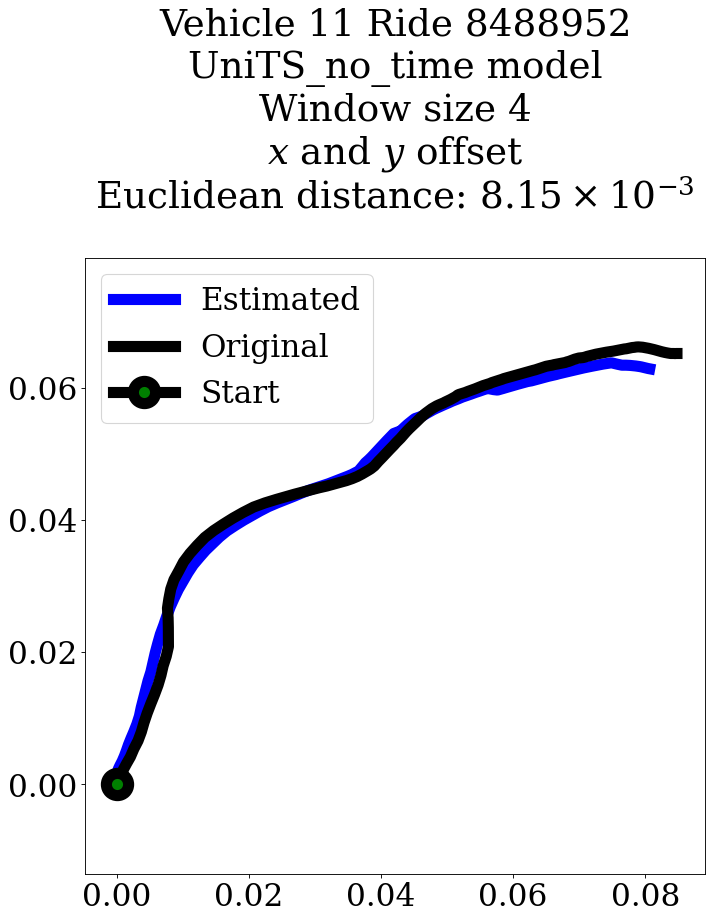 Vehicle 11 Ride 8488952
UniTS_no_time model
Window size 4
x and y offset
Euclidean distance: 8.15 × 10⁻³
Estimated
Original
Start
0.06
0.04
0.02
0.00
0.00 0.02 0.04 0.06 0.08